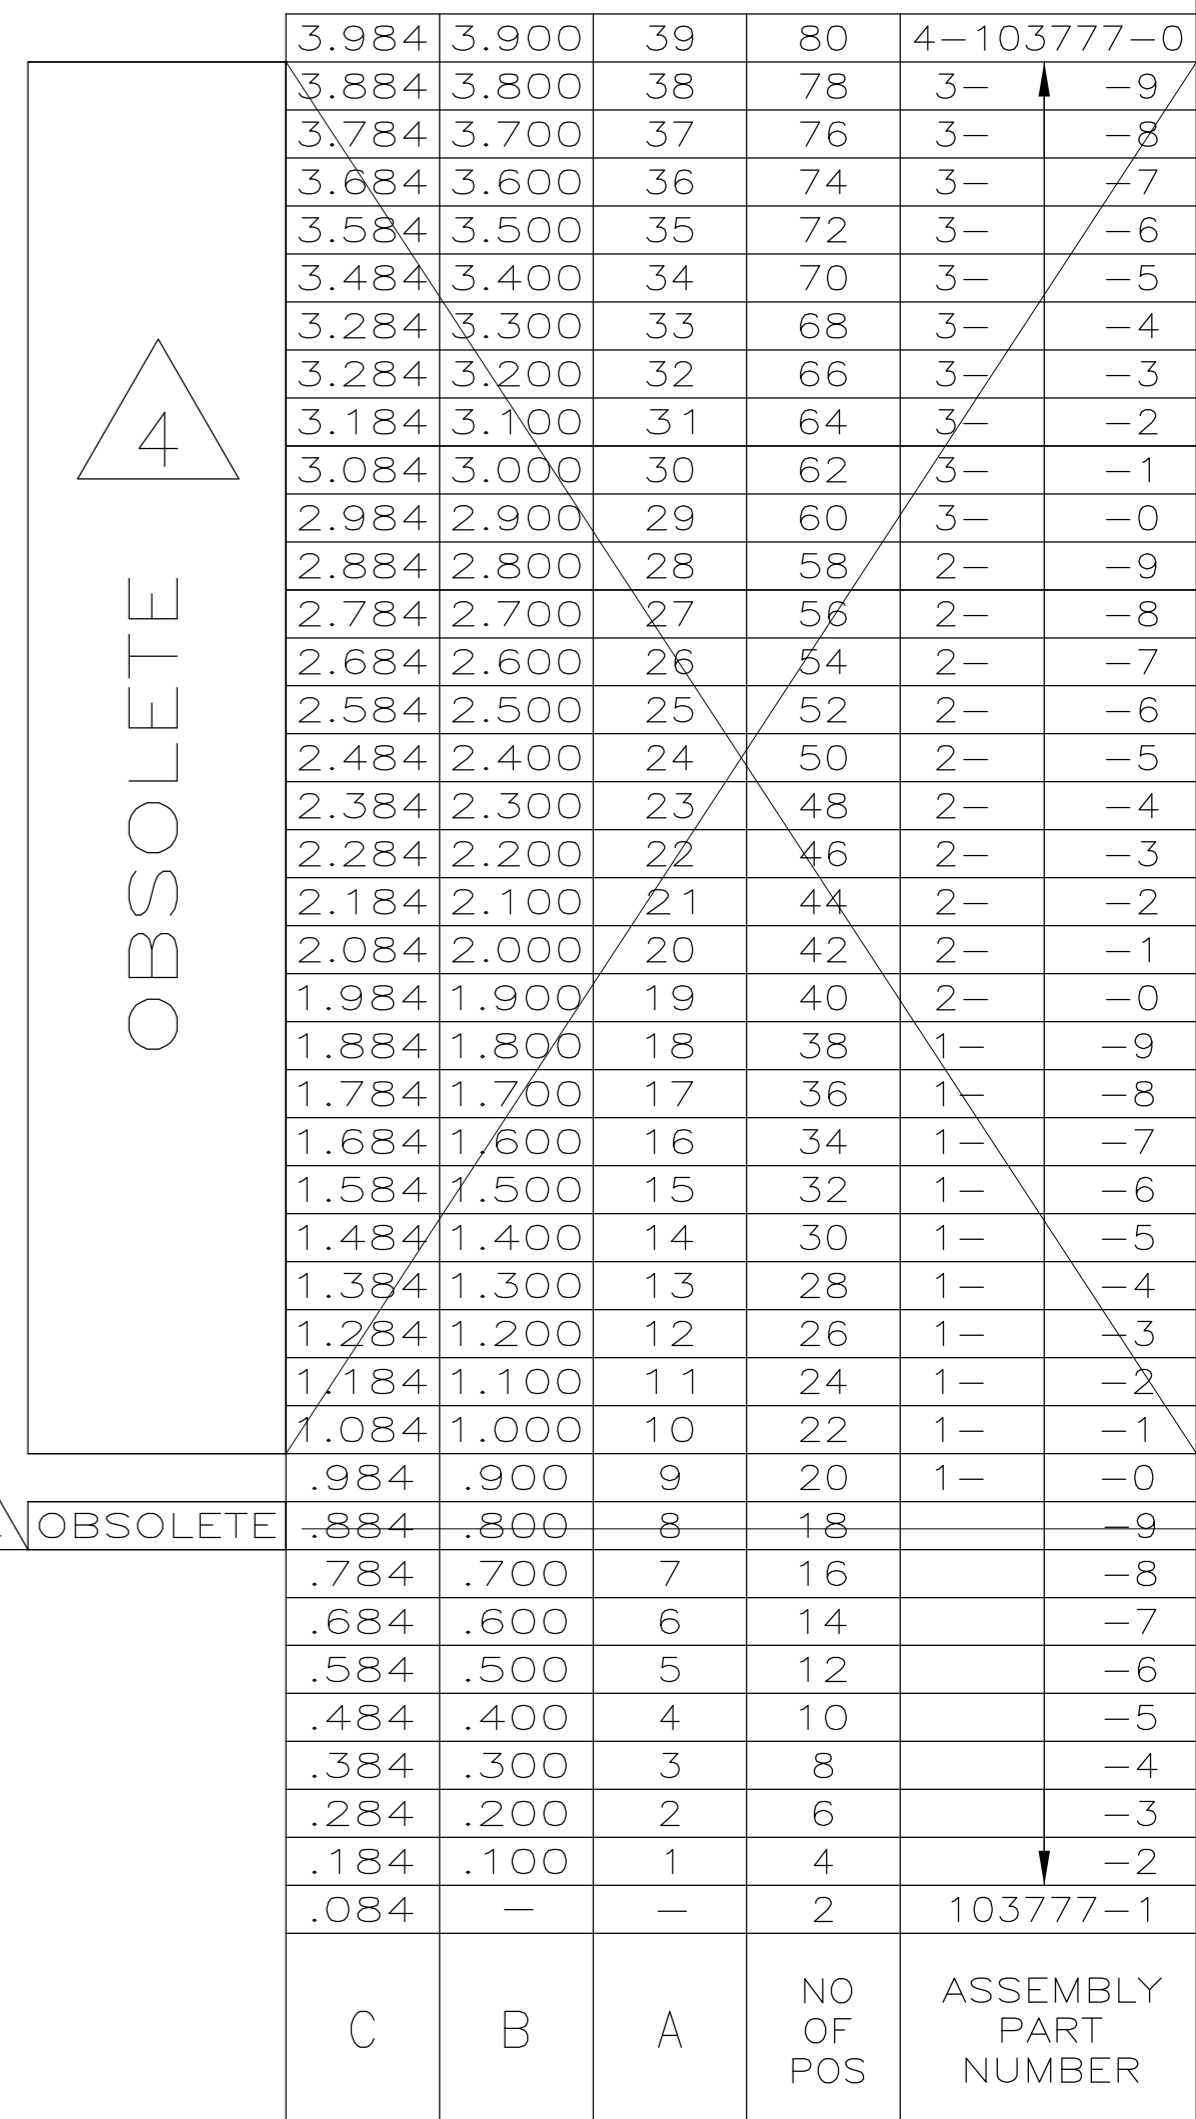 3.984 3.900 39 80 4-103777-0
3.884 3.800 38 78 3- -9
3.784 3.700 37 76 3- -8
3.684 3.600 36 74 3- -7
3.584 3.500 35 72 3- -6
3.484 3.400 34 70 3- -5
3.284 3.300 33 68 3- -4
3.284 3.200 32 66 3- -3
3.184 3.100 31 64 3- -2
3.084 3.000 30 62 3- -1
2.984 2.900 29 60 3- -0
2.884 2.800 28 58 2- -9
2.784 2.700 27 56 2- -8
2.684 2.600 26 54 2- -7
2.584 2.500 25 52 2- -6
2.484 2.400 24 50 2- -5
2.384 2.300 23 48 2- -4
2.284 2.200 22 46 2- -3
2.184 2.100 21 44 2- -2
2.084 2.000 20 42 2- -1
1.984 1.900 19 40 2- -0
1.884 1.800 18 38 1- -9
1.784 1.700 17 36 1- -8
1.684 1.600 16 34 1- -7
1.584 1.500 15 32 1- -6
1.484 1.400 14 30 1- -5
1.384 1.300 13 28 1- -4
1.284 1.200 12 26 1- -3
1.184 1.100 11 24 1- -2
1.084 1.000 10 22 1- -1
4
OBSOLETE
.984 .900 9 20 1- -0
OBSOLETE .884 .800 8 18 -9
.784 .700 7 16 -8
.684 .600 6 14 -7
.584 .500 5 12 -6
.484 .400 4 10 -5
.384 .300 3 8 -4
.284 .200 2 6 -3
.184 .100 1 4 -2
.084 - - 2 103777-1
C B A
NO
OF
POS
ASSEMBLY
PART
NUMBER